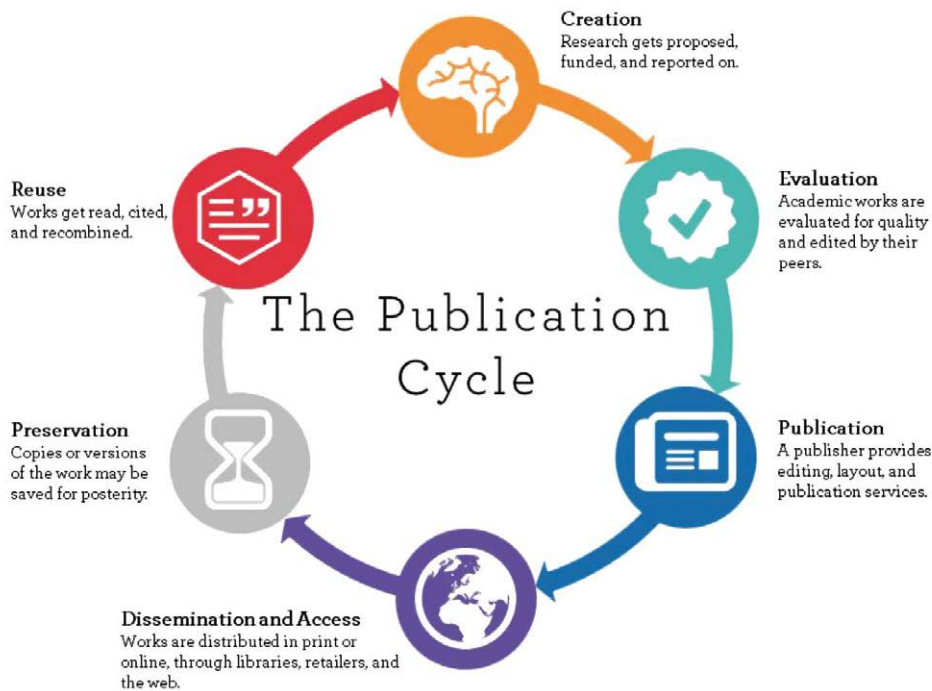 Creation
Research gets proposed,
funded, and reported on.
Evaluation
Academic works are
evaluated for quality
and edited by their
peers.
Publication
A publisher provides
editing, layout, and
publication services.
Dissemination and Access
Works are distributed in print or
online, through libraries, retailers, and
the web.
Preservation
Copies or versions
of the work may be
saved for posterity.
Reuse
Works get read, cited,
and recombined.
The Publication
Cycle